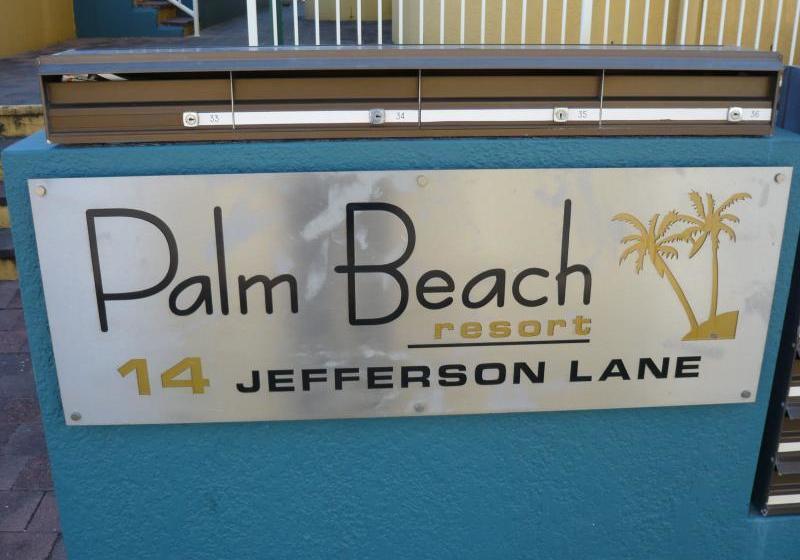 33 34 35 36
Palm Beach
resort
14 JEFFERSON LANE